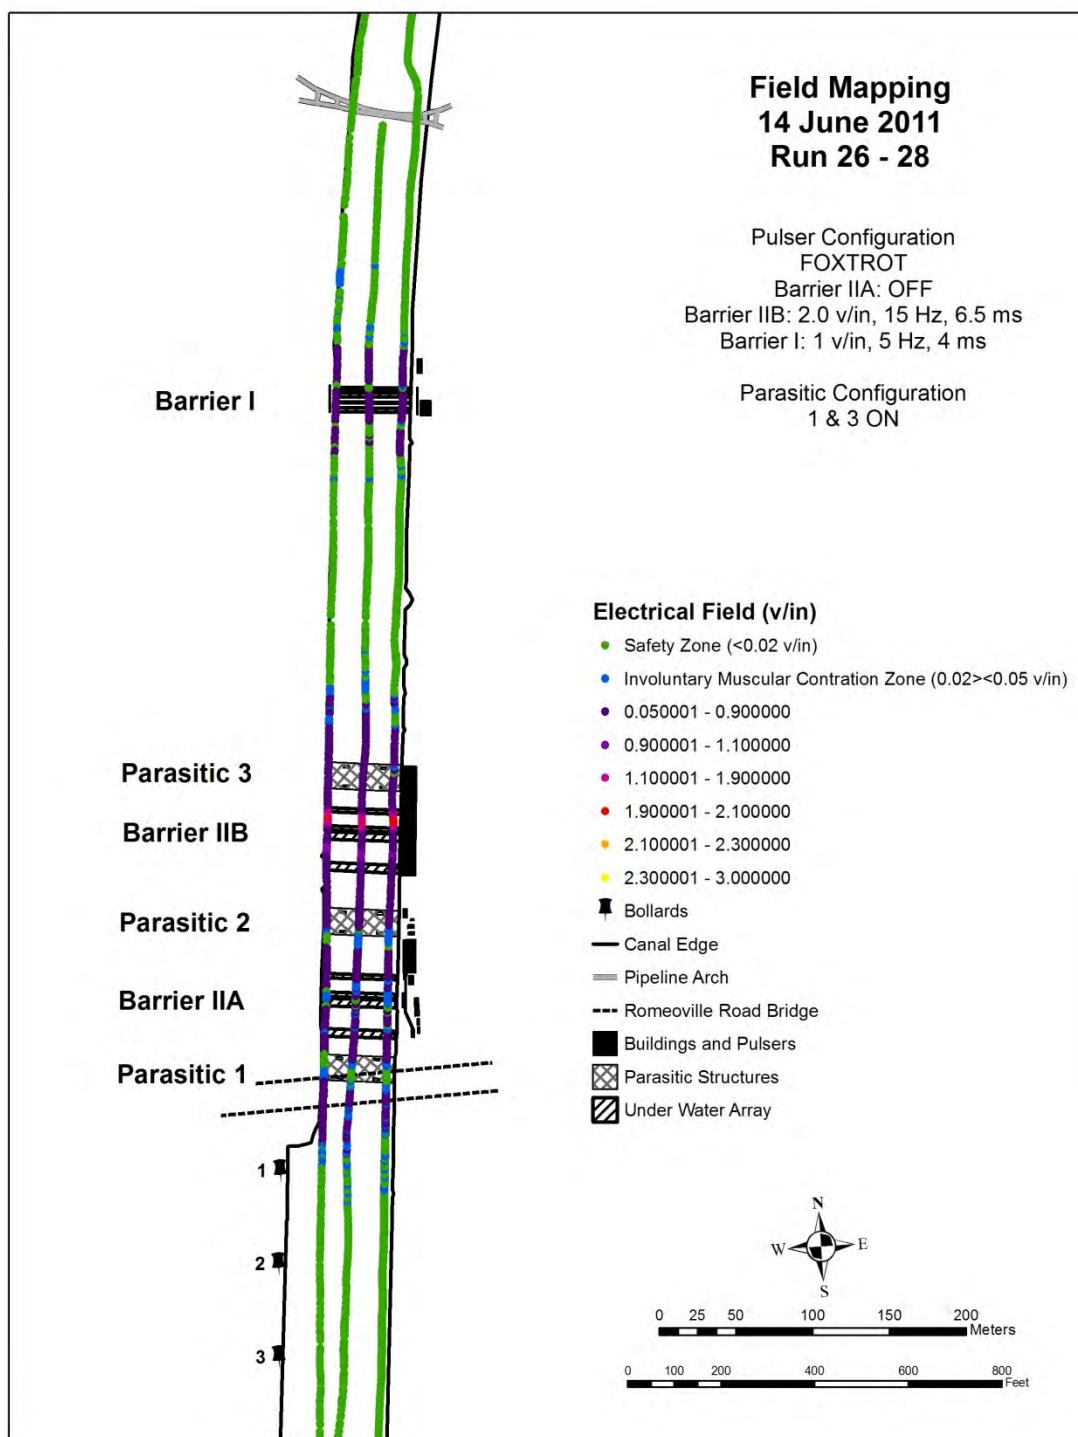 Field Mapping
14 June 2011
Run 26 - 28
Pulser Configuration
FOXTROT
Barrier IIA: OFF
Barrier IIB: 2.0 v/in, 15 Hz, 6.5 ms
Barrier I: 1 v/in, 5 Hz, 4 ms
Parasitic Configuration
1 & 3 ON
Barrier I
Parasitic 3
Barrier IIB
Parasitic 2
Barrier IIA
Parasitic 1
1
2
3
Electrical Field (v/in)
Safety Zone (<0.02 v/in)
Involuntary Muscular Contration Zone (0.02><0.05 v/in)
0.050001 - 0.900000
0.900001 - 1.100000
1.100001 - 1.900000
1.900001 - 2.100000
2.100001 - 2.300000
2.300001 - 3.000000
Bollards
Canal Edge
Pipeline Arch
Romeoville Road Bridge
Buildings and Pulsers
Parasitic Structures
Under Water Array
N
W E
S
0 25 50 100 150 200
Meters
0 100 200 400 600 800
Feet